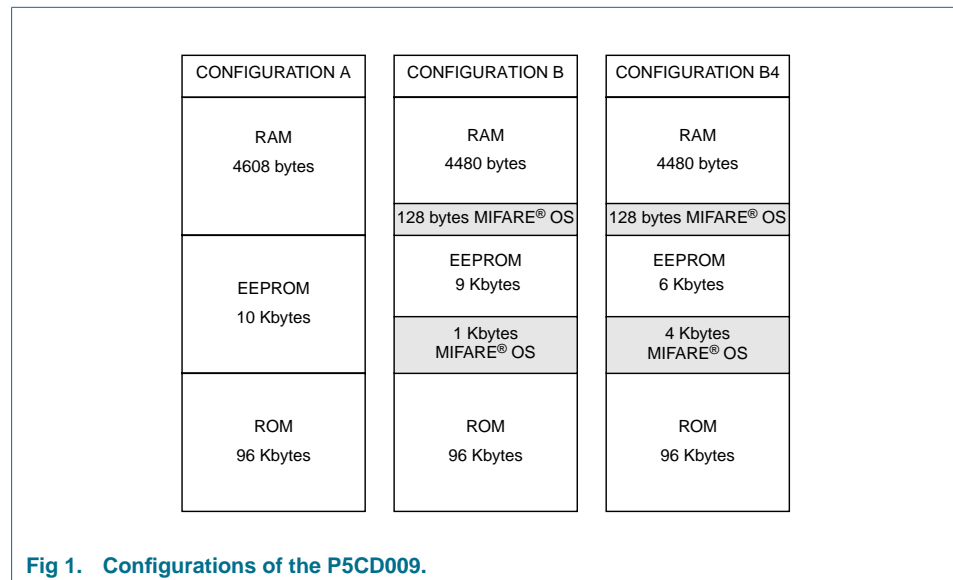 CONFIGURATION A
RAM
4608 bytes
EEPROM
10 Kbytes
ROM
96 Kbytes
CONFIGURATION B
RAM
4480 bytes
128 bytes MIFARE® OS
EEPROM
9 Kbytes
1 Kbytes
MIFARE® OS
ROM
96 Kbytes
CONFIGURATION B4
RAM
4480 bytes
128 bytes MIFARE® OS
EEPROM
6 Kbytes
4 Kbytes
MIFARE® OS
ROM
96 Kbytes
Fig 1. Configurations of the P5CD009.